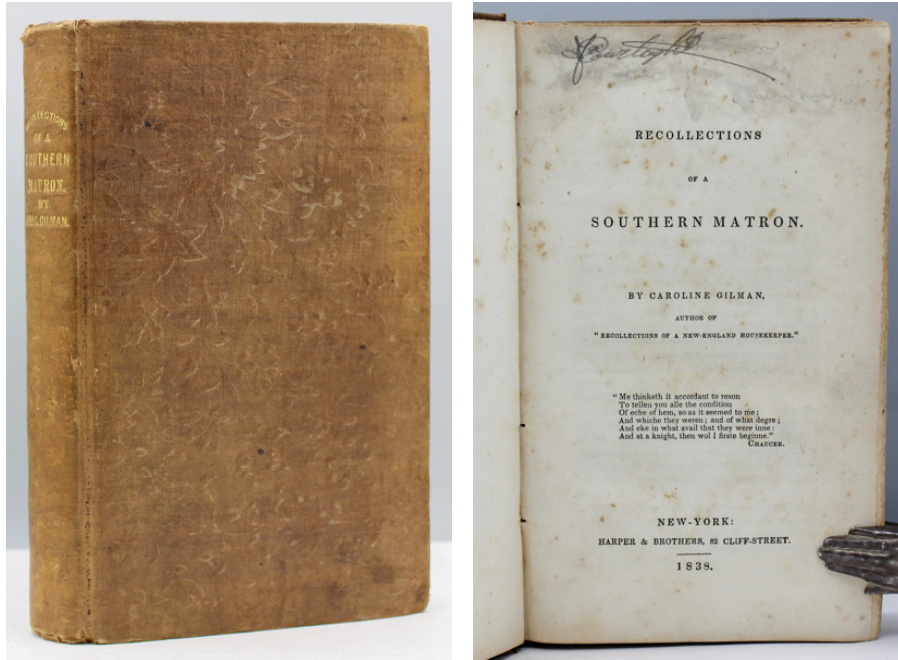 RECOLLECTIONS
OF A
SOUTHERN
MATRON.
BY
GILMAN.
RECOLLECTIONS
OF A
SOUTHERN MATRON.
BY CAROLINE GILMAN,
AUTHOR OF
"RECOLLECTIONS OF A NEW-ENGLAND HOUSEKEEPER."
"Me thinketh it accordant to reson
To tellen you alle the condition
Of eche of hem, so as it seemed to me;
And whiche they weren; and of what degre;
And eke in what avail that they were inne:
And at a knight, then wol I firste beginne."
CHAUCER.
NEW-YORK:
HARPER & BROTHERS, 82 CLIFF-STREET.
1838.